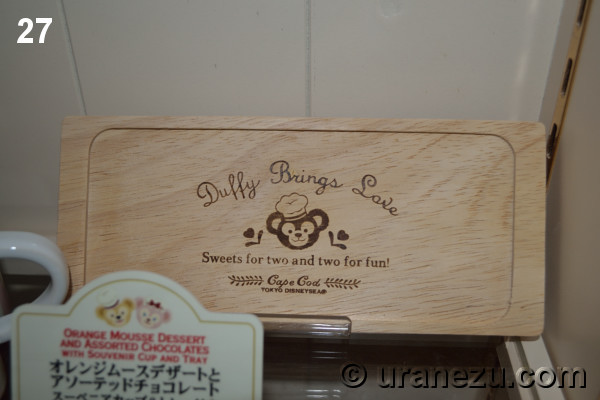 27
Duffy Brings Love
Sweets for two and two for fun!
Cape Cod
TOKYO DISNEYSEA®
ORANGE MOUSSE DESSERT
AND ASSORTED CHOCOLATES
WITH SOUVENIR CUP AND TRAY
オレンジムースデザートと
アソーテッドチョコレート
© uranezu.com